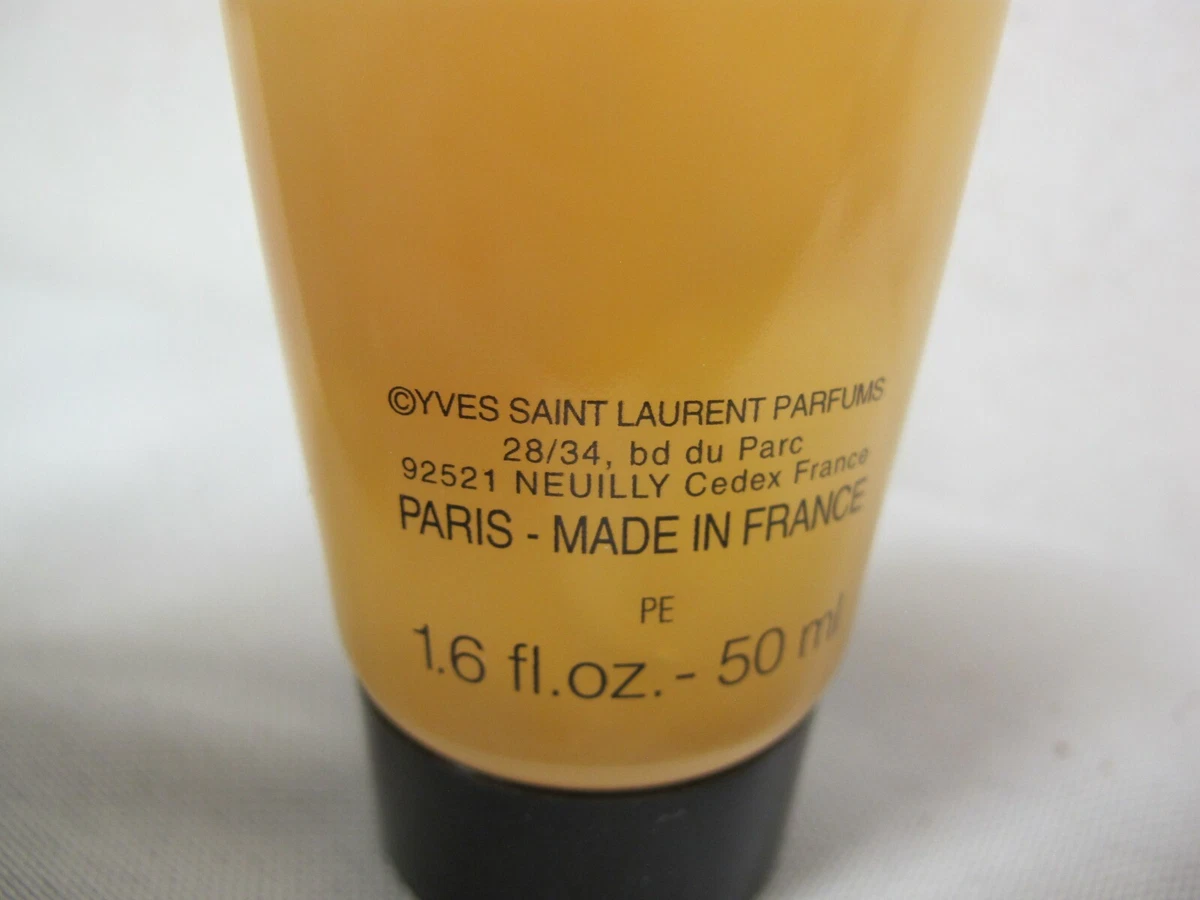 ©YVES SAINT LAURENT PARFUMS
28/34, bd du Parc
92521 NEUILLY Cedex France
PARIS - MADE IN FRANCE
PE
1.6 fl.oz. - 50 ml